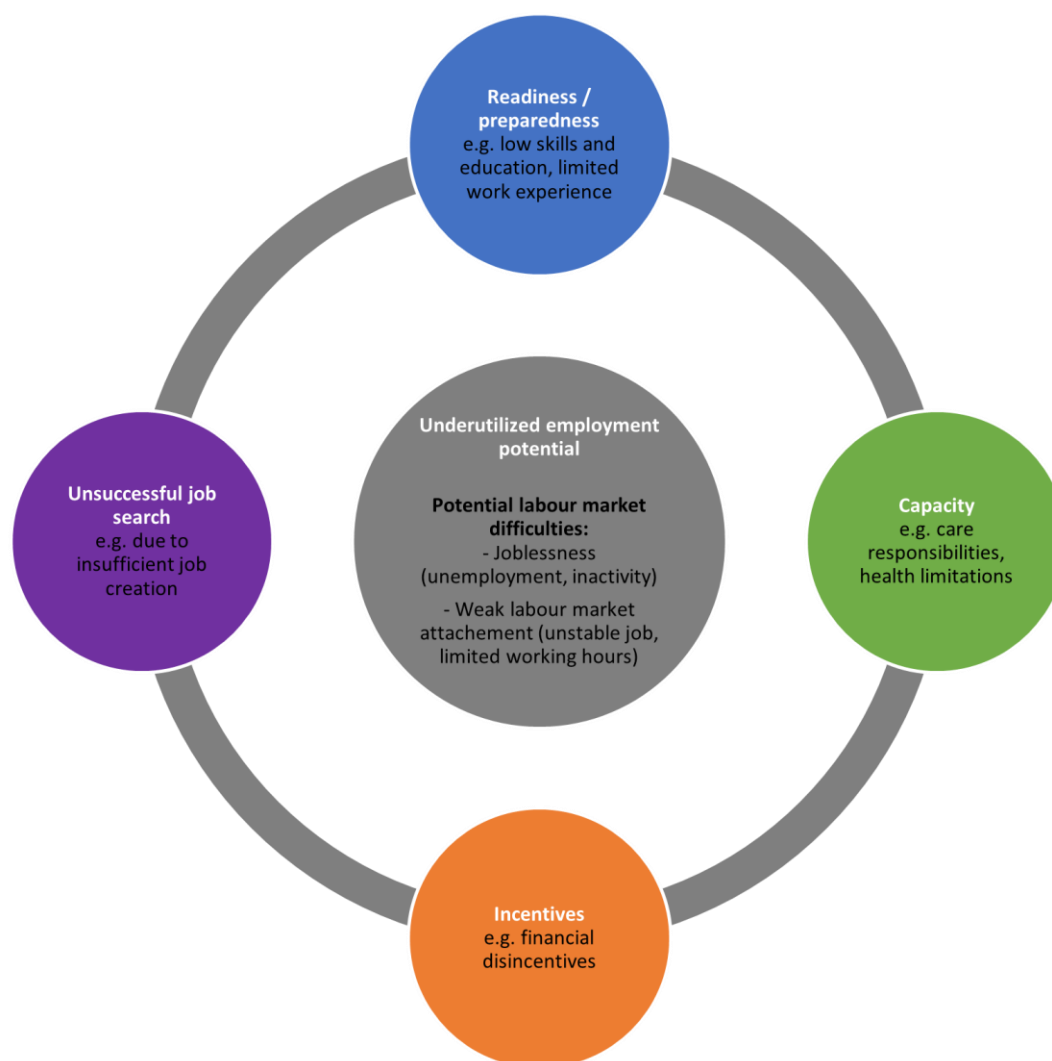 Readiness /
preparedness
e.g. low skills and
education, limited
work experience
Underutilized employment
potential
Potential labour market
difficulties:
- Joblessness
(unemployment, inactivity)
- Weak labour market
attachement (unstable job,
limited working hours)
Unsuccessful job
search
e.g. due to
insufficient job
creation
Capacity
e.g. care
responsibilities,
health limitations
Incentives
e.g. financial
disincentives